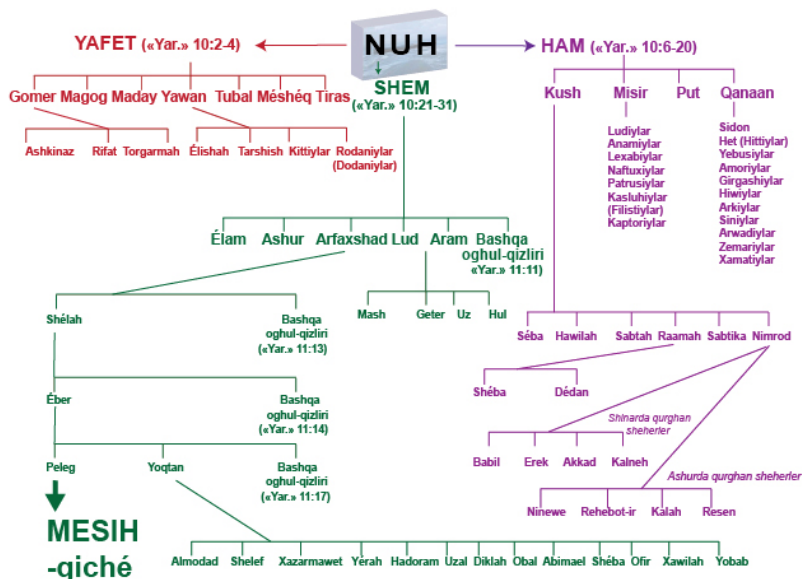 NUH
YAFET («Yar.» 10:2-4)
HAM («Yar.» 10:6-20)
SHEM
(«Yar.» 10:21-31)
Gomer Magog Maday Yawan Tubal Méshéq Tiras
Ashkinaz Rifat Torgarmah Élishah Tarshish Kittiylar Rodaniylar
(Dodaniylar)
Kush Misir Put Qanaan
Ludiylar
Anamiylar
Lexabiylar
Naftuxiylar
Patrusiylar
Kasluhiylar
(Filistiylar)
Kaptoriylar
Sidon
Het (Hittiylar)
Yebusiylar
Amoriylar
Girgashiylar
Hiwiylar
Arkiylar
Siniylar
Arwadiylar
Zemariylar
Xamatiylar
Élam Ashur Arfaxshad Lud Aram Bashqa
oghul-qizliri
«Yar.» 11:11)
Mash Geter Uz Hul
Shélah Bashqa
oghul-qizliri
(«Yar.» 11:13)
Éber Bashqa
oghul-qizliri
(«Yar.» 11:14)
Peleg Yoqtan Bashqa
oghul-qizliri
(«Yar.» 11:17)
MESIH
-qiché
Almodad Shelef Xazarmawet Yérah Hadoram Uzal Diklah Obal Abimael Shéba Ofir Xawilah Yobab
Séba Hawilah Sabtah Raamah Sabtika Nimrod
Shéba Dédan
Shinarda qurghan
sheherler
Babil Erek Akkad Kalneh
Ashurda qurghan sheherler
Ninewe Rehebot-ir Kalah Resen